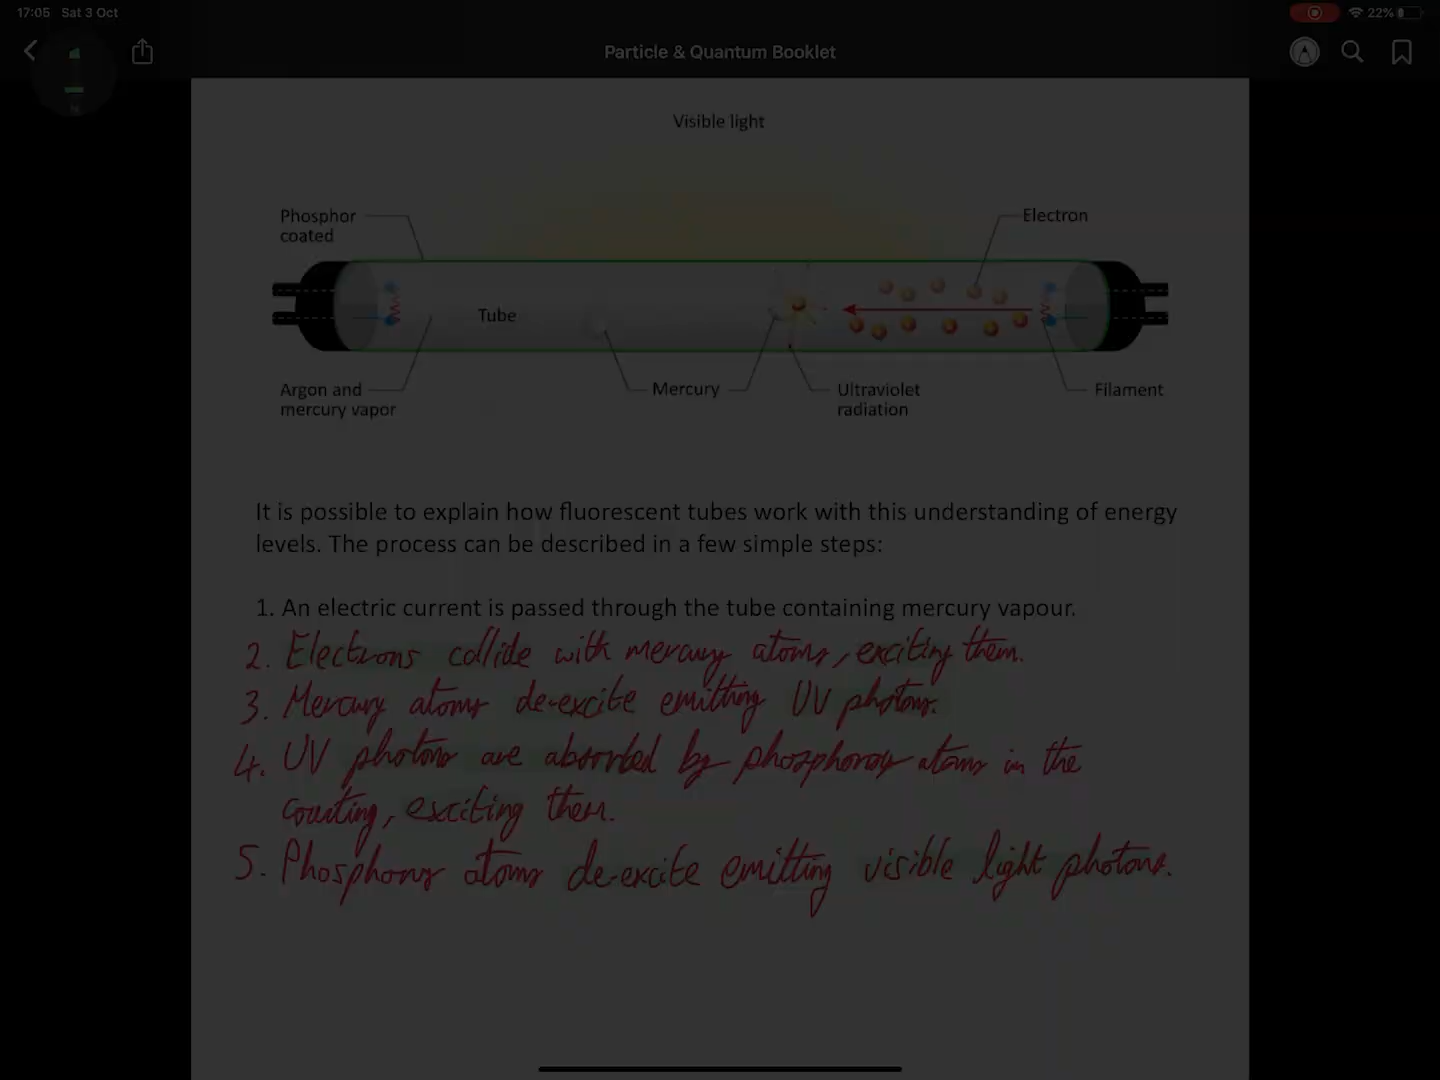 17:05 Sat 3 Oct
22%
Particle & Quantum Booklet
Visible light
Phosphor
coated
Electron
Tube
Argon and
mercury vapor
Mercury
Ultraviolet
radiation
Filament
It is possible to explain how fluorescent tubes work with this understanding of energy
levels. The process can be described in a few simple steps:
1. An electric current is passed through the tube containing mercury vapour.
2. Electrons collide with mercury atoms, exciting them.
3. Mercury atoms de-excite emitting UV photons.
4. UV photons are absorbed by phosphorous atoms in the
coating, exciting them.
5. Phosphorus atoms de-excite emitting visible light photons.